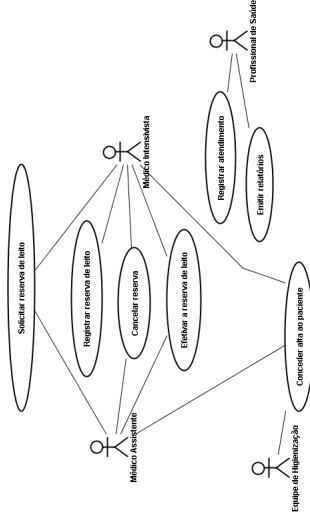 Solicitar reserva de leito
Médico Intensivista
Registrar reserva de leito
Cancelar reserva
Efetivar a reserva de leito
Médico Assistente
Profissional de Saúde
Registrar atendimento
Emitir relatórios
Conceder alta ao paciente
Equipe de Higienização